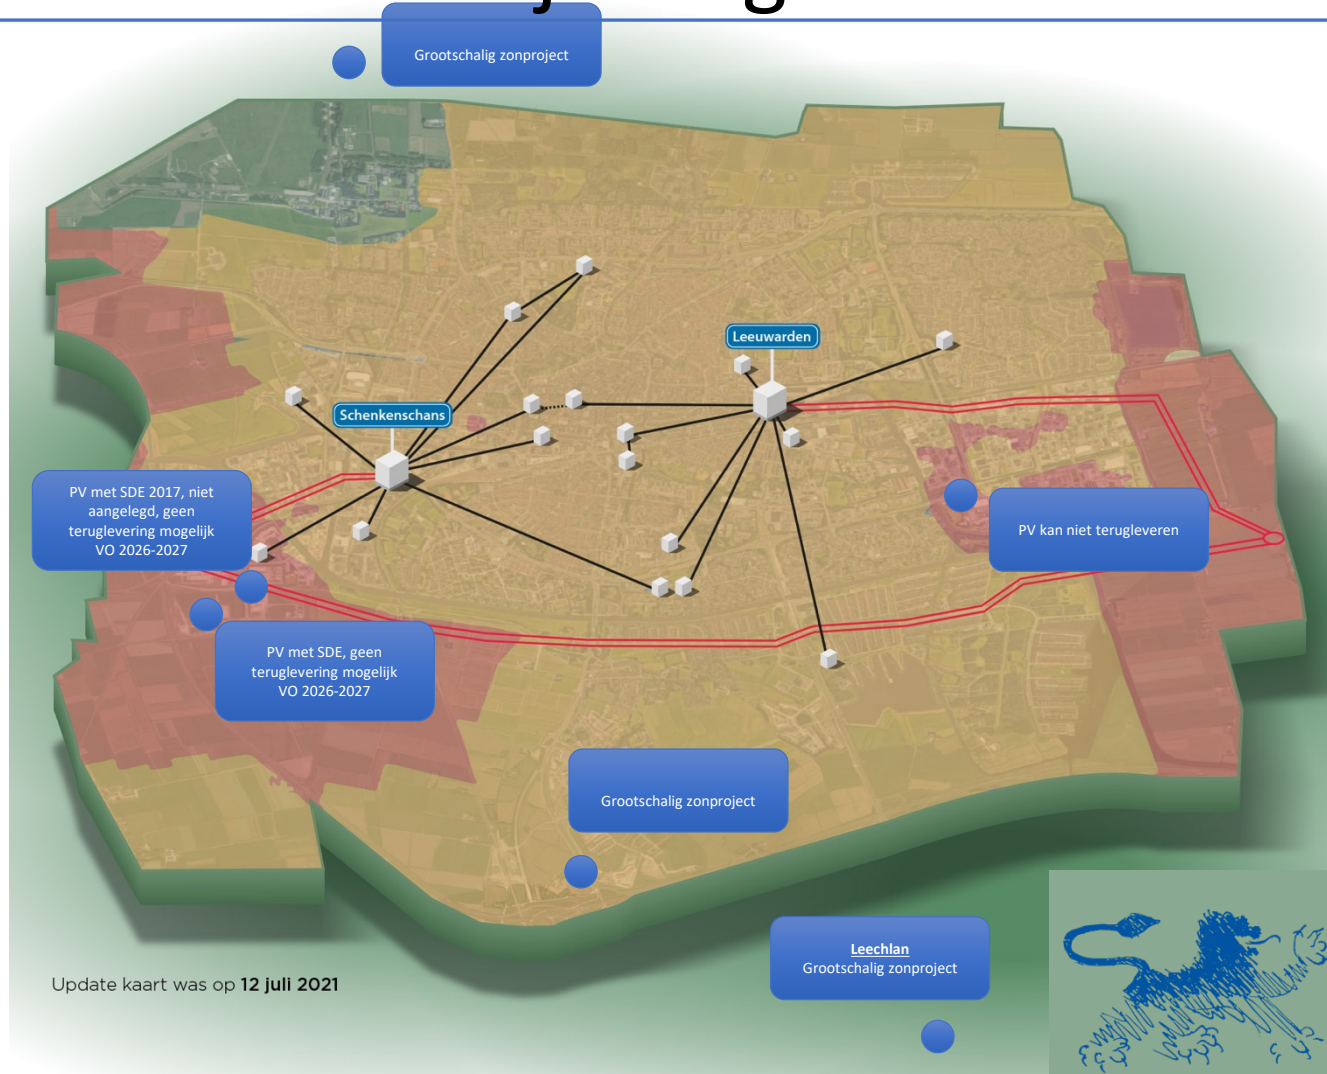 Grootschalig zonproject
Leeuwarden
Schenkenschans
PV met SDE 2017, niet
aangelegd, geen
teruglevering mogelijk
VO 2026-2027
PV kan niet terugleveren
PV met SDE, geen
teruglevering mogelijk
VO 2026-2027
Grootschalig zonproject
Leechlan
Grootschalig zonproject
Update kaart was op 12 juli 2021